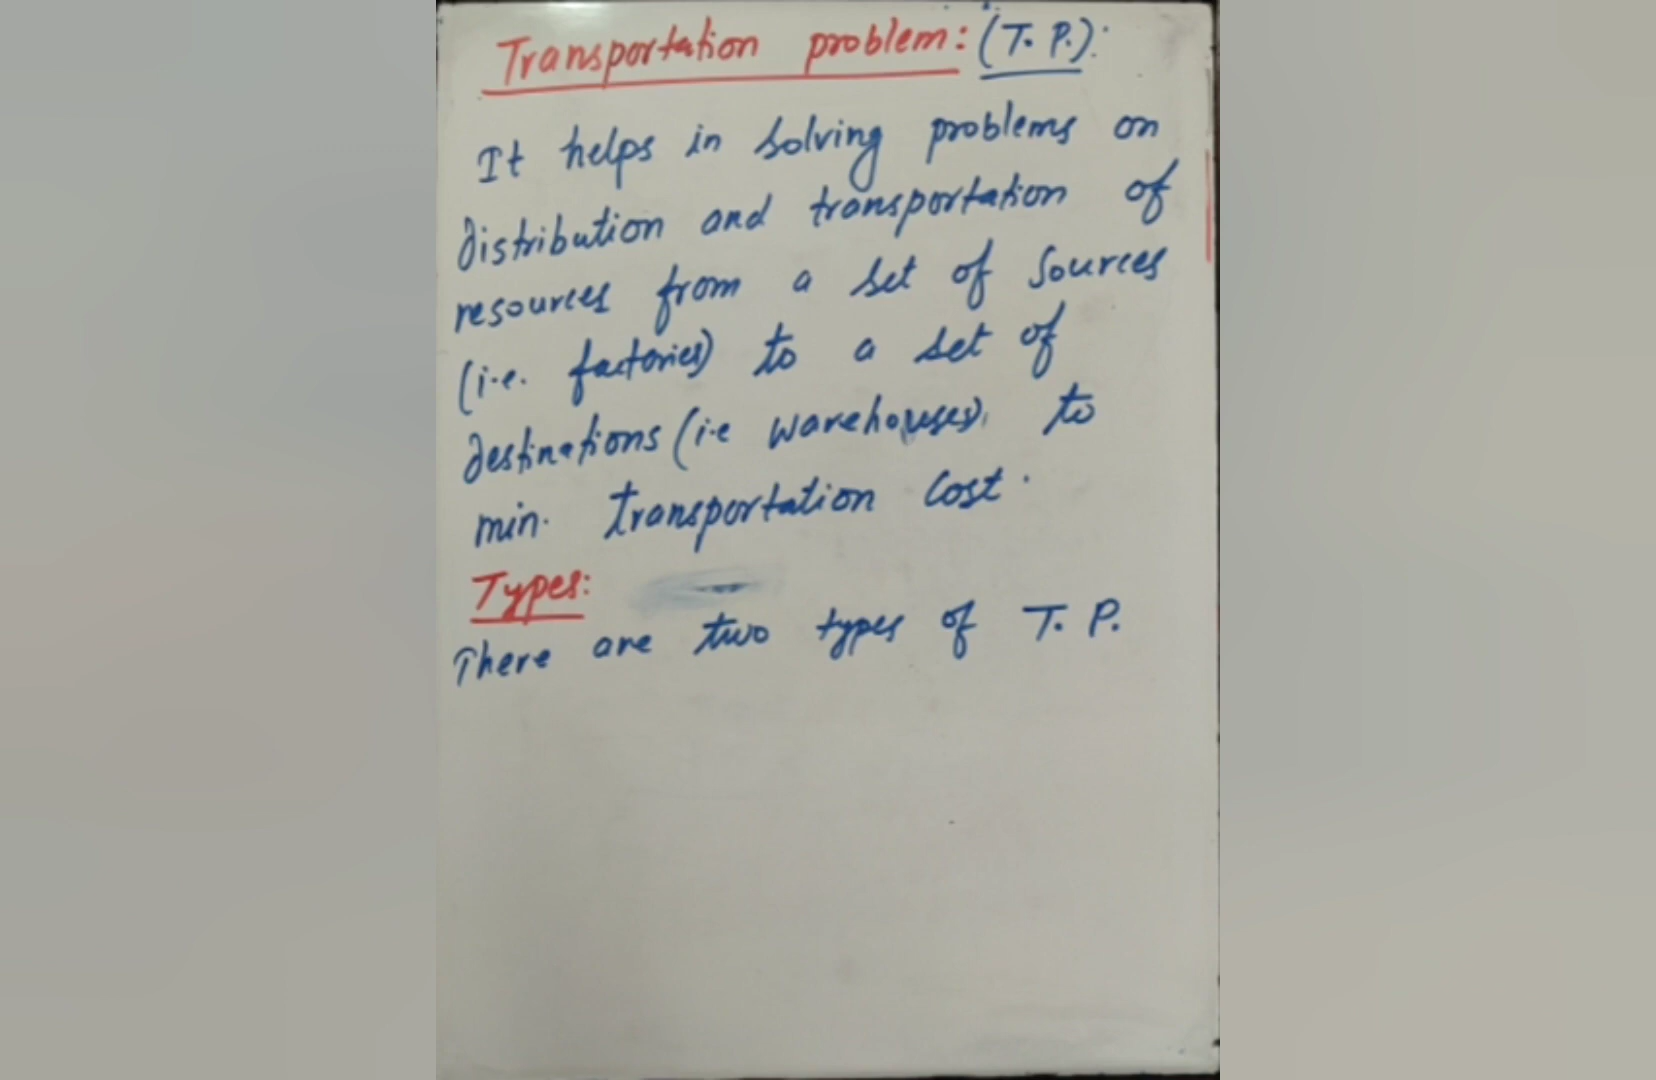 Transportation problem: (T. P.):
It helps in solving problems on
distribution and transportation of
resources from a set of sources
(i.e. factories) to a set of
destinations (i.e warehouses) to
min. transportation cost.
Types:
There are two types of T. P.